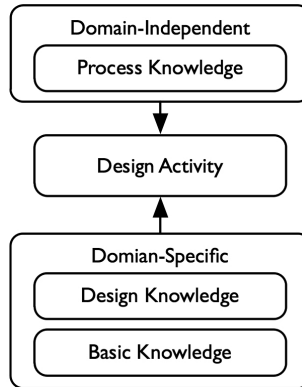 Domain-Independent
Process Knowledge
Design Activity
Domian-Specific
Design Knowledge
Basic Knowledge